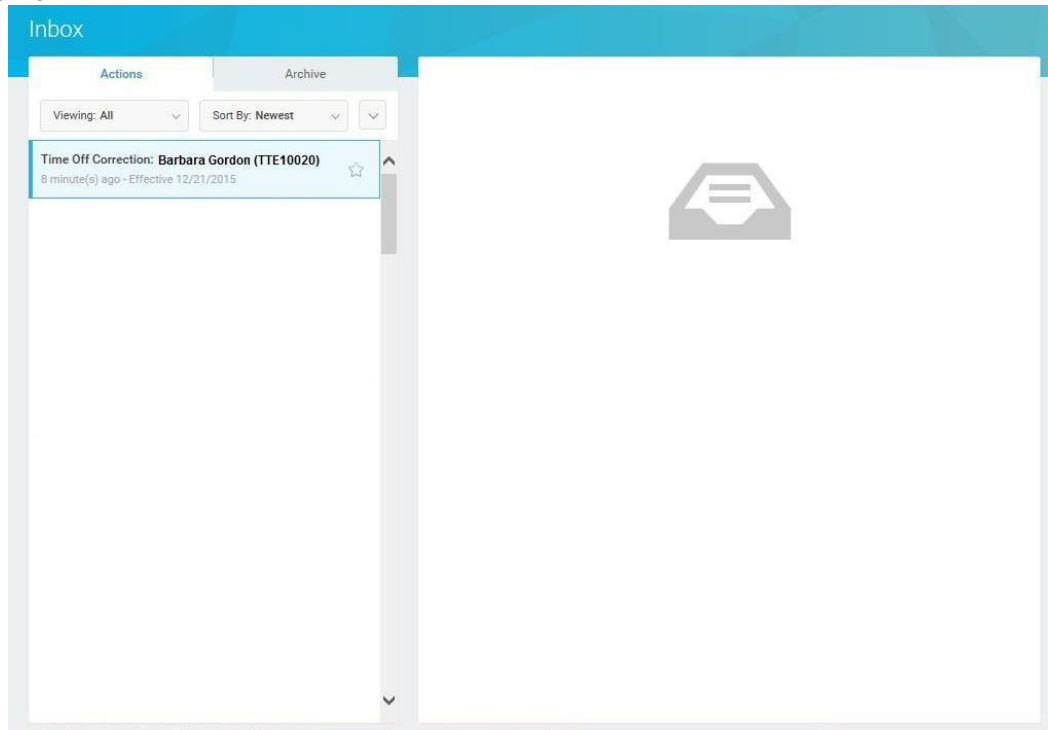 Inbox
Actions
Archive
Viewing: All
Sort By: Newest
Time Off Correction: Barbara Gordon (TTE10020)
8 minute(s) ago - Effective 12/21/2015